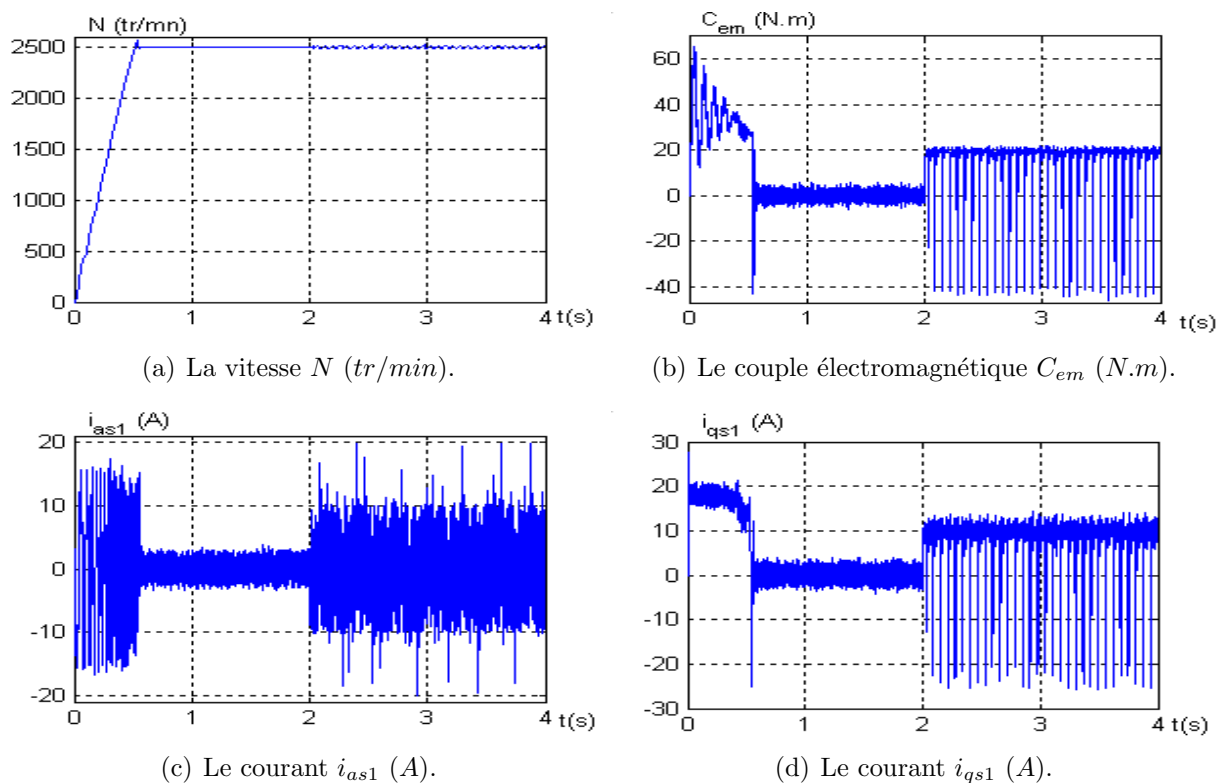 N (tr/mn)
2500
2000
1500
1000
500
0
0 1 2 3 4 t(s)
(a) La vitesse N (tr/min).
C_em (N.m)
60
40
20
0
-20
-40
0 1 2 3 4 t(s)
(b) Le couple électromagnétique C_em (N.m).
i_as1 (A)
20
10
0
-10
-20
0 1 2 3 4 t(s)
(c) Le courant i_as1 (A).
i_qs1 (A)
30
20
10
0
-10
-20
-30
0 1 2 3 4 t(s)
(d) Le courant i_qs1 (A).